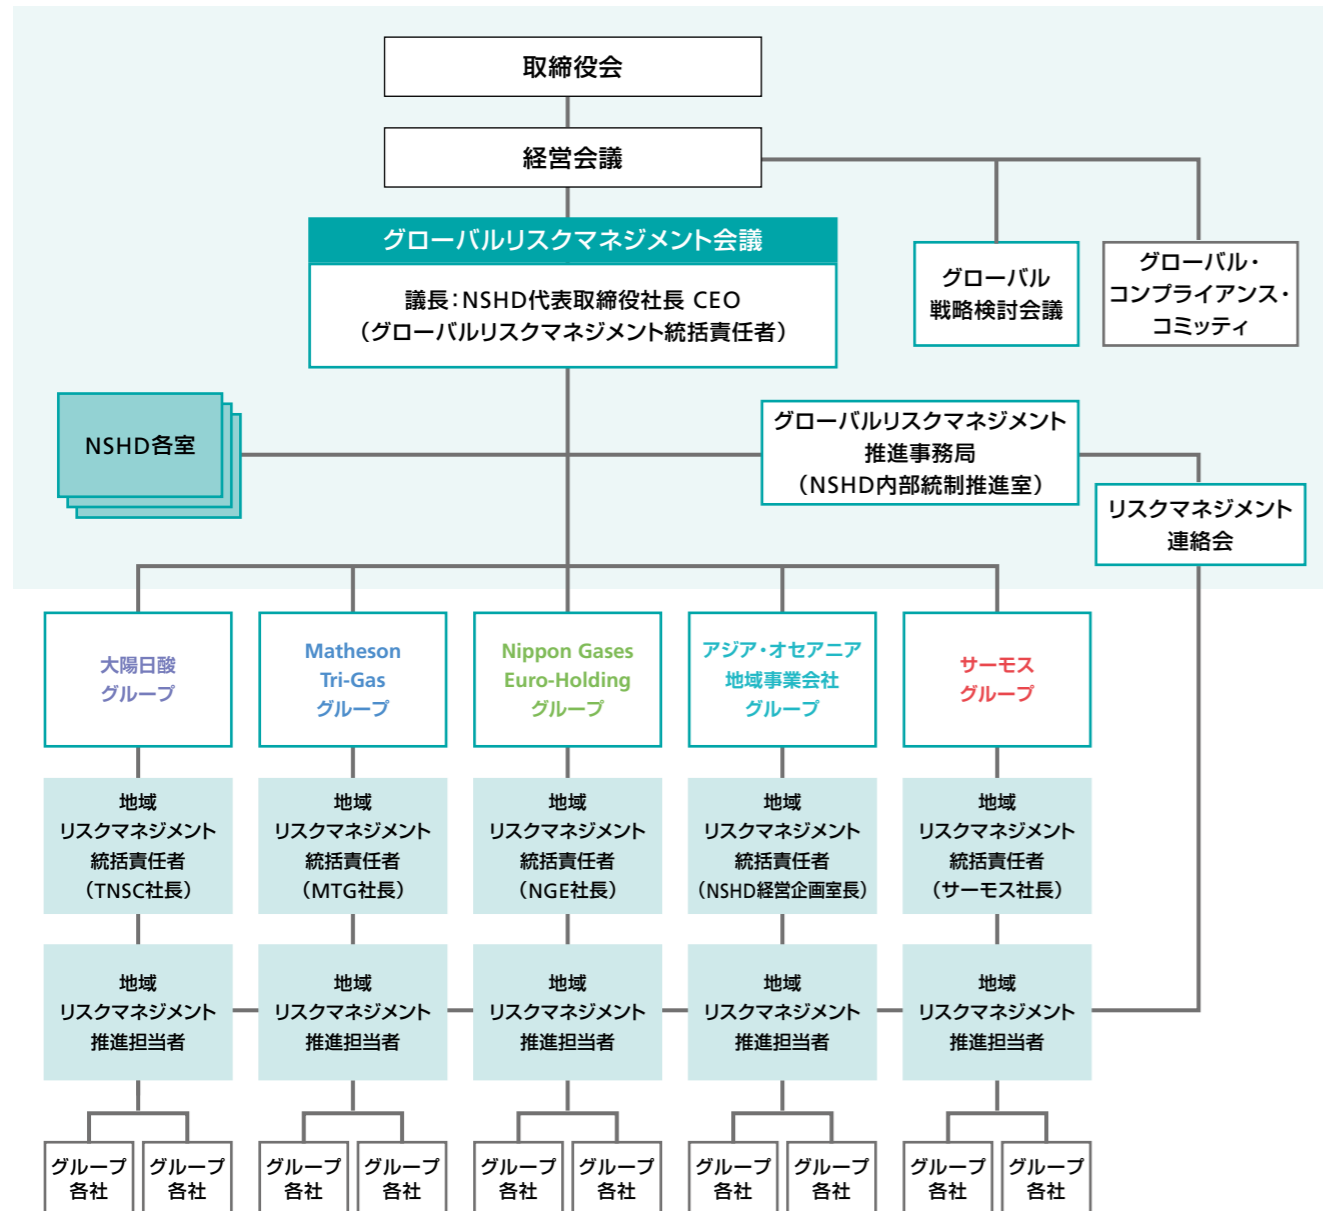 取締役会
経営会議
グローバルリスクマネジメント会議
議長：NSHD代表取締役社長 CEO
（グローバルリスクマネジメント統括責任者）
グローバル
戦略検討会議
グローバル・
コンプライアンス・
コミッティ
NSHD各室
グローバルリスクマネジメント
推進事務局
（NSHD内部統制推進室）
リスクマネジメント
連絡会
大陽日酸
グループ
Matheson
Tri-Gas
グループ
Nippon Gases
Euro-Holding
グループ
アジア・オセアニア
地域事業会社
グループ
サーモス
グループ
地域
リスクマネジメント
統括責任者
（TNSC社長）
地域
リスクマネジメント
統括責任者
（MTG社長）
地域
リスクマネジメント
統括責任者
（NGE社長）
地域
リスクマネジメント
統括責任者
（NSHD経営企画室長）
地域
リスクマネジメント
統括責任者
（サーモス社長）
地域
リスクマネジメント
推進担当者
地域
リスクマネジメント
推進担当者
地域
リスクマネジメント
推進担当者
地域
リスクマネジメント
推進担当者
地域
リスクマネジメント
推進担当者
グループ
各社
グループ
各社
グループ
各社
グループ
各社
グループ
各社
グループ
各社
グループ
各社
グループ
各社
グループ
各社
グループ
各社